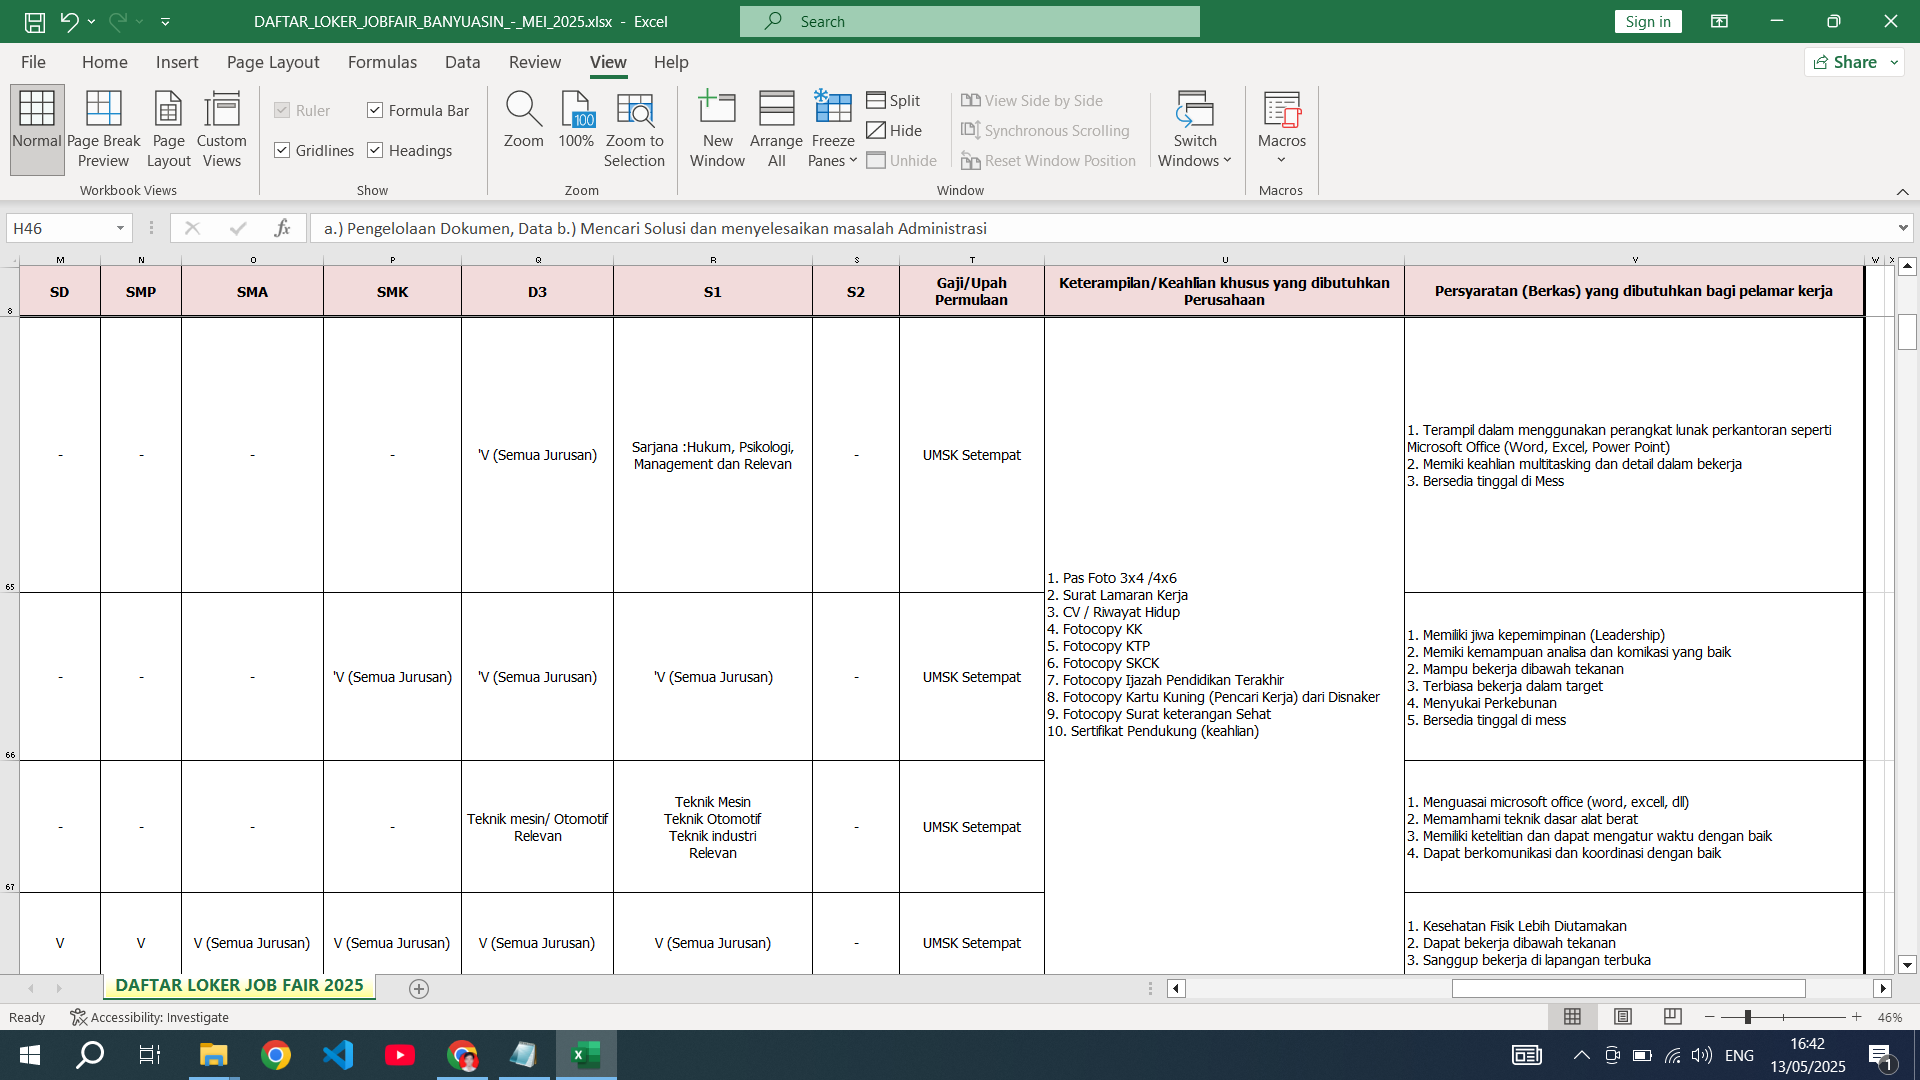 DAFTAR_LOKER_JOBFAIR_BANYUASIN_-_MEI_2025.xlsx - Excel
Search
Sign in
File
Home
Insert
Page Layout
Formulas
Data
Review
View
Help
Share
Normal
Page Break
Preview
Page
Layout
Custom
Views
Workbook Views
Ruler
Formula Bar
Gridlines
Headings
Show
Zoom
100
100%
Zoom to
Selection
Zoom
New
Window
Arrange
All
Freeze
Panes
Split
Hide
Unhide
View Side by Side
Synchronous Scrolling
Reset Window Position
Switch
Windows
Window
Macros
Macros
H46
fx
a.) Pengelolaan Dokumen, Data b.) Mencari Solusi dan menyelesaikan masalah Administrasi
M N O P Q R S T U V W X
8
SD
SMP
SMA
SMK
D3
S1
S2
Gaji/Upah
Permulaan
Keterampilan/Keahlian khusus yang dibutuhkan
Perusahaan
Persyaratan (Berkas) yang dibutuhkan bagi pelamar kerja
65
-
-
-
-
'V (Semua Jurusan)
Sarjana :Hukum, Psikologi,
Management dan Relevan
-
UMSK Setempat
1. Terampil dalam menggunakan perangkat lunak perkantoran seperti
Microsoft Office (Word, Excel, Power Point)
2. Memiki keahlian multitasking dan detail dalam bekerja
3. Bersedia tinggal di Mess
1. Pas Foto 3x4 /4x6
2. Surat Lamaran Kerja
3. CV / Riwayat Hidup
4. Fotocopy KK
5. Fotocopy KTP
6. Fotocopy SKCK
7. Fotocopy Ijazah Pendidikan Terakhir
8. Fotocopy Kartu Kuning (Pencari Kerja) dari Disnaker
9. Fotocopy Surat keterangan Sehat
10. Sertifikat Pendukung (keahlian)
66
-
-
-
'V (Semua Jurusan)
'V (Semua Jurusan)
'V (Semua Jurusan)
-
UMSK Setempat
1. Memiliki jiwa kepemimpinan (Leadership)
2. Memiki kemampuan analisa dan komikasi yang baik
2. Mampu bekerja dibawah tekanan
3. Terbiasa bekerja dalam target
4. Menyukai Perkebunan
5. Bersedia tinggal di mess
67
-
-
-
-
Teknik mesin/ Otomotif
Relevan
Teknik Mesin
Teknik Otomotif
Teknik industri
Relevan
-
UMSK Setempat
1. Menguasai microsoft office (word, excell, dll)
2. Memamhami teknik dasar alat berat
3. Memiliki ketelitian dan dapat mengatur waktu dengan baik
4. Dapat berkomunikasi dan koordinasi dengan baik
V
V
V (Semua Jurusan)
V (Semua Jurusan)
V (Semua Jurusan)
V (Semua Jurusan)
-
UMSK Setempat
1. Kesehatan Fisik Lebih Diutamakan
2. Dapat bekerja dibawah tekanan
3. Sanggup bekerja di lapangan terbuka
DAFTAR LOKER JOB FAIR 2025
Ready
Accessibility: Investigate
46%
ENG
16:42
13/05/2025
1